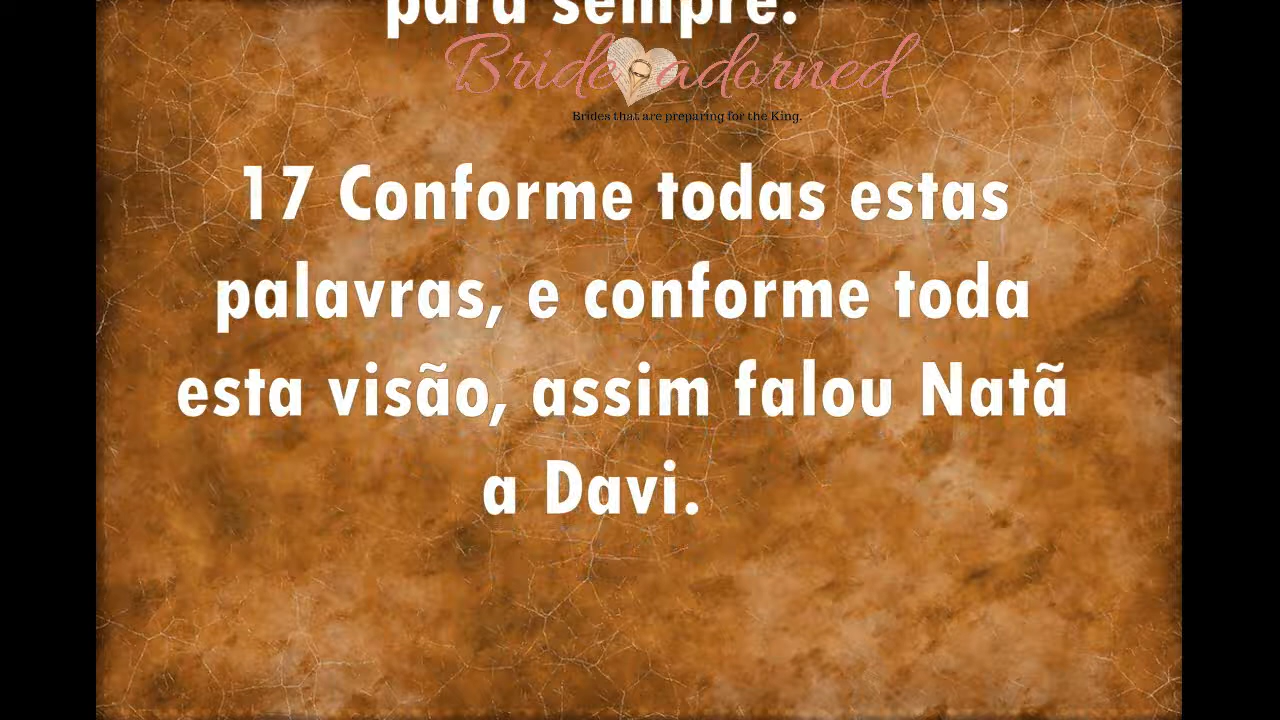 para sempre.
Bride adorned
Brides that are preparing for the King.
17 Conforme todas estas
palavras, e conforme toda
esta visão, assim falou Natã
a Davi.